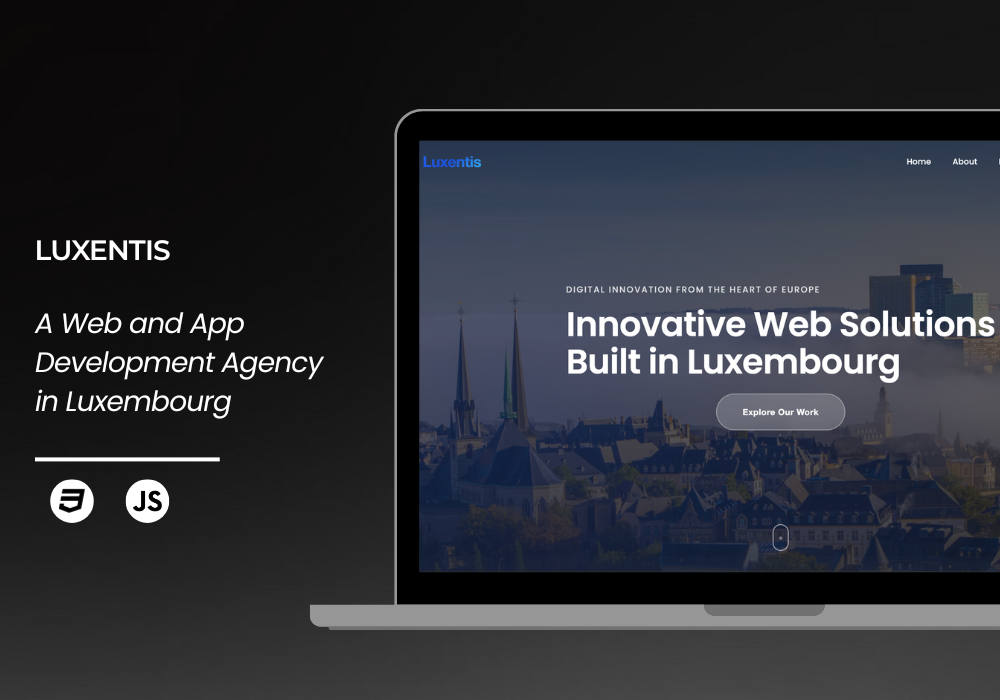 LUXENTIS
A Web and App
Development Agency
in Luxembourg
JS
Luxentis
Home About
DIGITAL INNOVATION FROM THE HEART OF EUROPE
Innovative Web Solutions
Built in Luxembourg
Explore Our Work